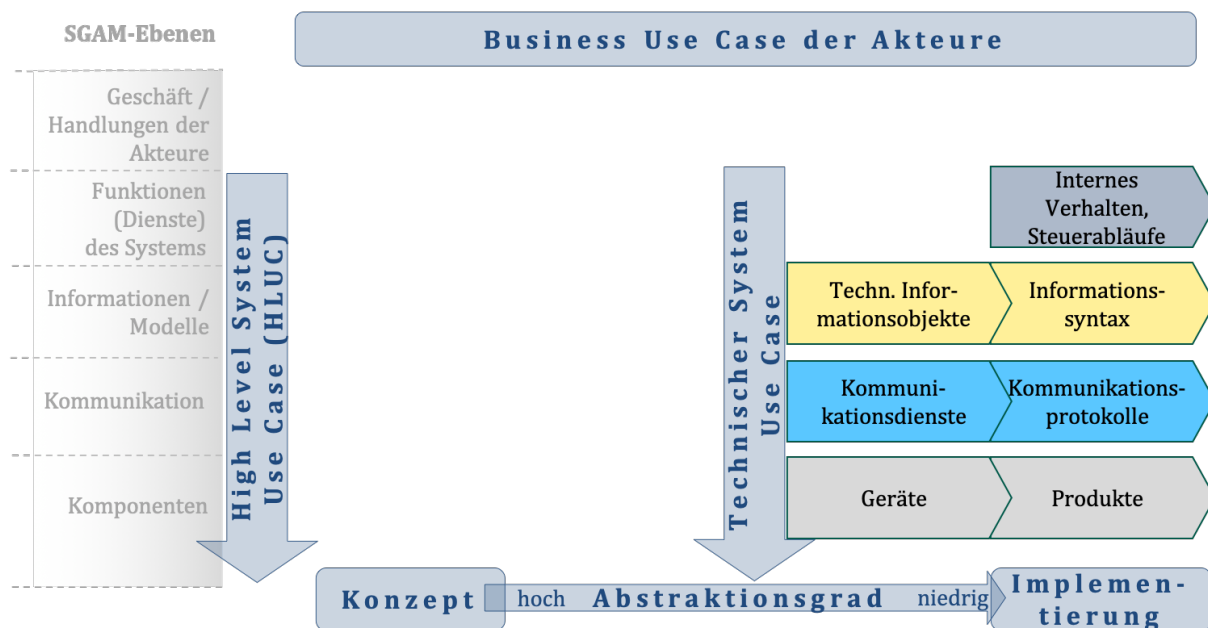 SGAM-Ebenen
Business Use Case der Akteure
Geschäft /
Handlungen der
Akteure
Funktionen
(Dienste)
des Systems
Informationen /
Modelle
Kommunikation
Komponenten
High Level System
Use Case (HLUC)
Technischer System
Use Case
Internes
Verhalten,
Steuerabläufe
Techn. Infor-
mationsobjekte
Informations-
syntax
Kommuni-
kationsdienste
Kommunikations-
protokolle
Geräte
Produkte
Konzept
hoch
Abstraktionsgrad
niedrig
Implemen-
tierung